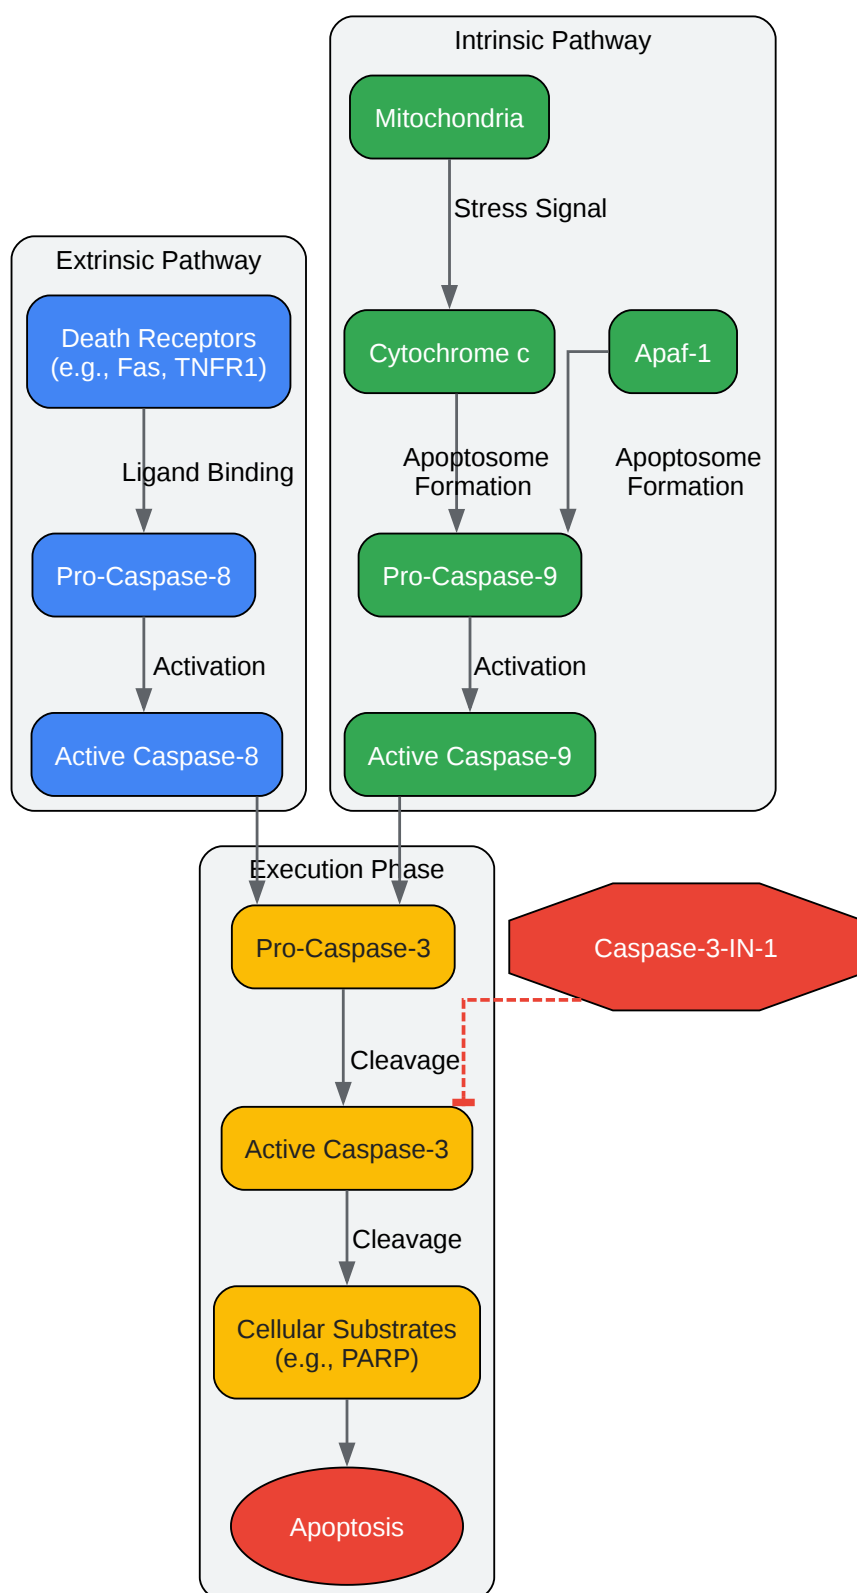 Intrinsic Pathway
Mitochondria
Stress Signal
Extrinsic Pathway
Death Receptors
(e.g., Fas, TNFR1)
Cytochrome c
Apaf-1
Ligand Binding
Apoptosome
Formation
Apoptosome
Formation
Pro-Caspase-8
Pro-Caspase-9
Activation
Activation
Active Caspase-8
Active Caspase-9
Execution Phase
Pro-Caspase-3
Caspase-3-IN-1
Cleavage
Active Caspase-3
Cleavage
Cellular Substrates
(e.g., PARP)
Apoptosis